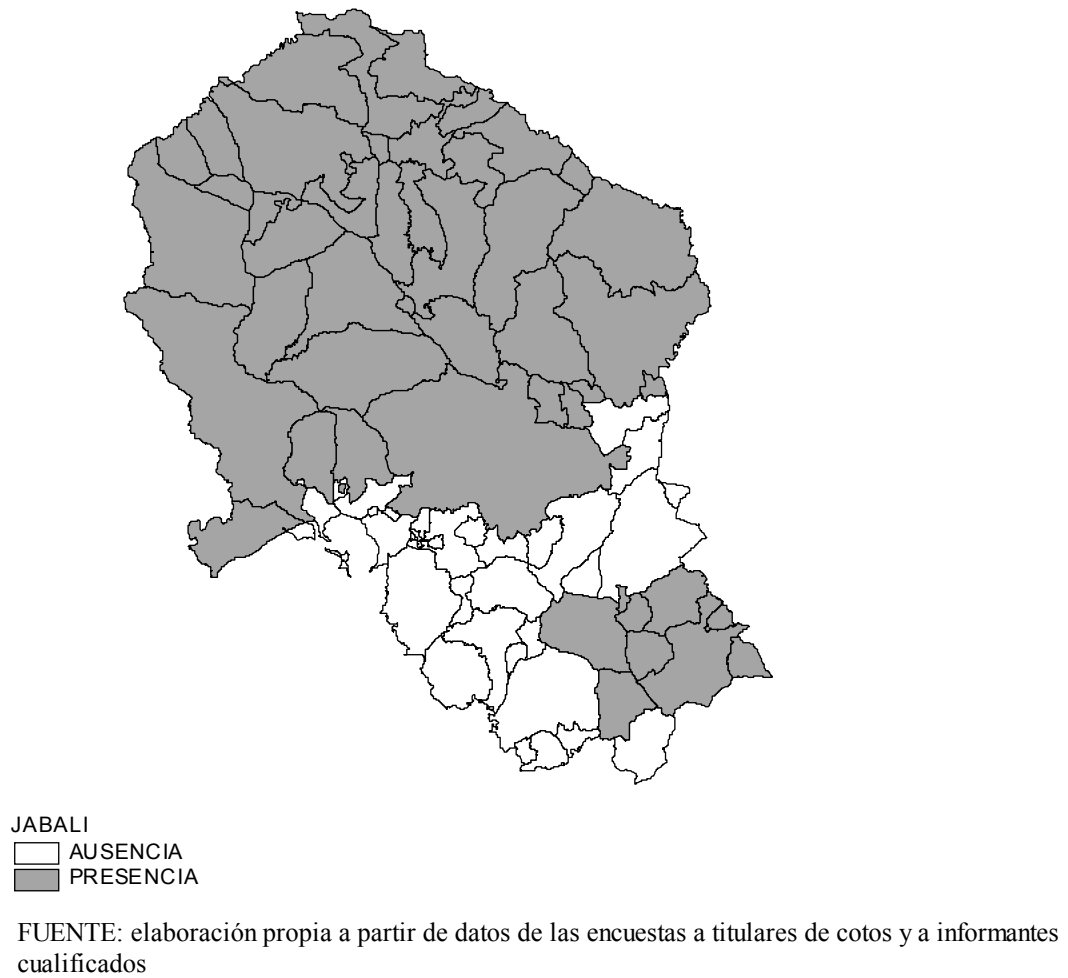 JABALI
AUSENCIA
PRESENCIA
FUENTE: elaboración propia a partir de datos de las encuestas a titulares de cotos y a informantes
cualificados